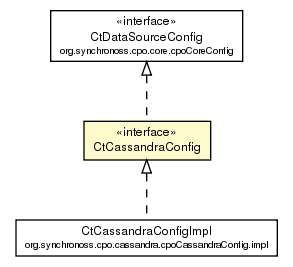 «interface»
CtDataSourceConfig
org.synchronoss.cpo.core.cpoCoreConfig
«interface»
CtCassandraConfig
CtCassandraConfigImpl
org.synchronoss.cpo.cassandra.cpoCassandraConfig.impl